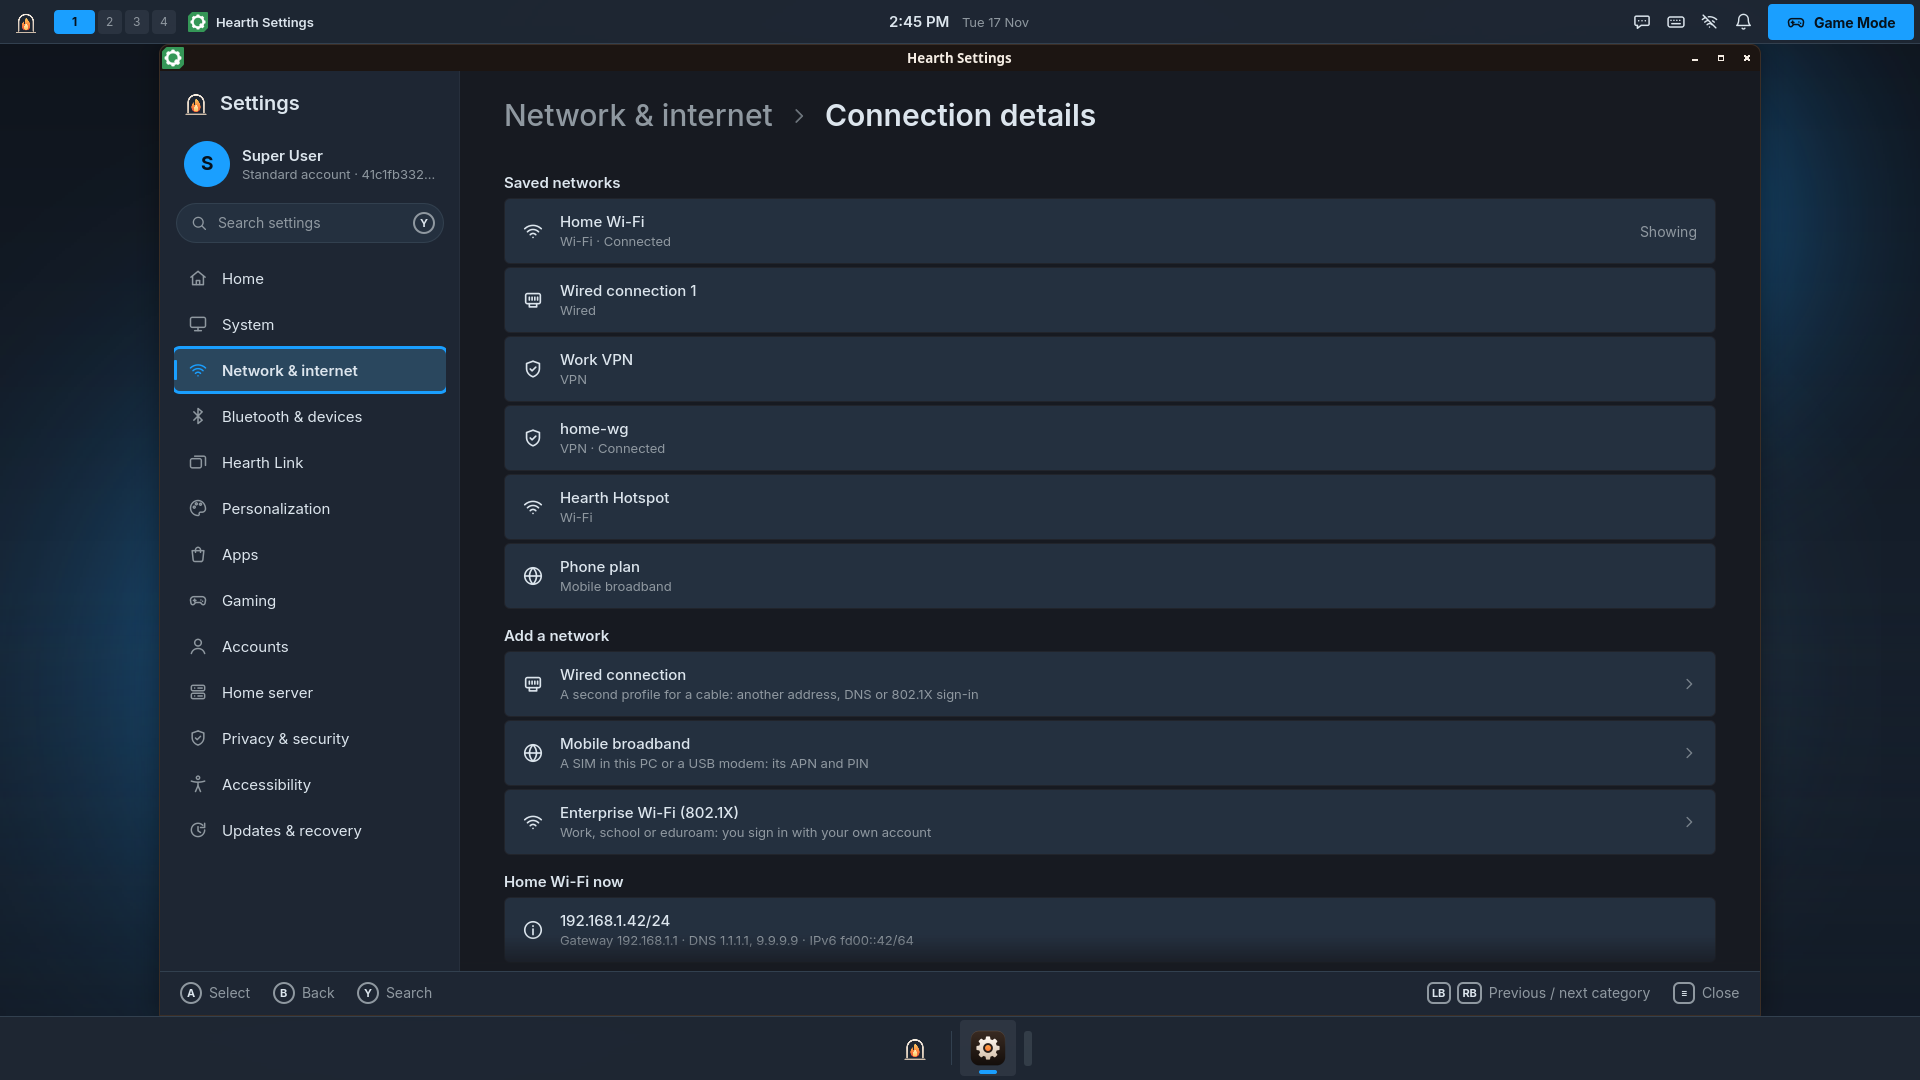 1 2 3 4 Hearth Settings
2:45 PM Tue 17 Nov
Game Mode
Hearth Settings
Settings
S
Super User
Standard account · 41c1fb332...
Search settings Y
Home
System
Network & internet
Bluetooth & devices
Hearth Link
Personalization
Apps
Gaming
Accounts
Home server
Privacy & security
Accessibility
Updates & recovery
Network & internet > Connection details
Saved networks
Home Wi-Fi
Wi-Fi · Connected
Showing
Wired connection 1
Wired
Work VPN
VPN
home-wg
VPN · Connected
Hearth Hotspot
Wi-Fi
Phone plan
Mobile broadband
Add a network
Wired connection
A second profile for a cable: another address, DNS or 802.1X sign-in
Mobile broadband
A SIM in this PC or a USB modem: its APN and PIN
Enterprise Wi-Fi (802.1X)
Work, school or eduroam: you sign in with your own account
Home Wi-Fi now
192.168.1.42/24
Gateway 192.168.1.1 · DNS 1.1.1.1, 9.9.9.9 · IPv6 fd00::42/64
A Select B Back Y Search
LB RB Previous / next category Close